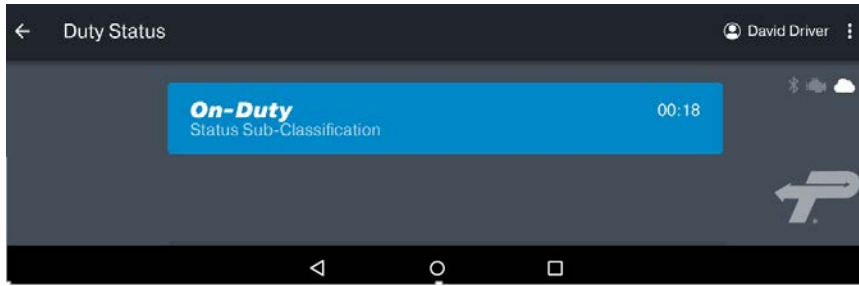 Duty Status
David Driver
On-Duty
00:18
Status Sub-Classification